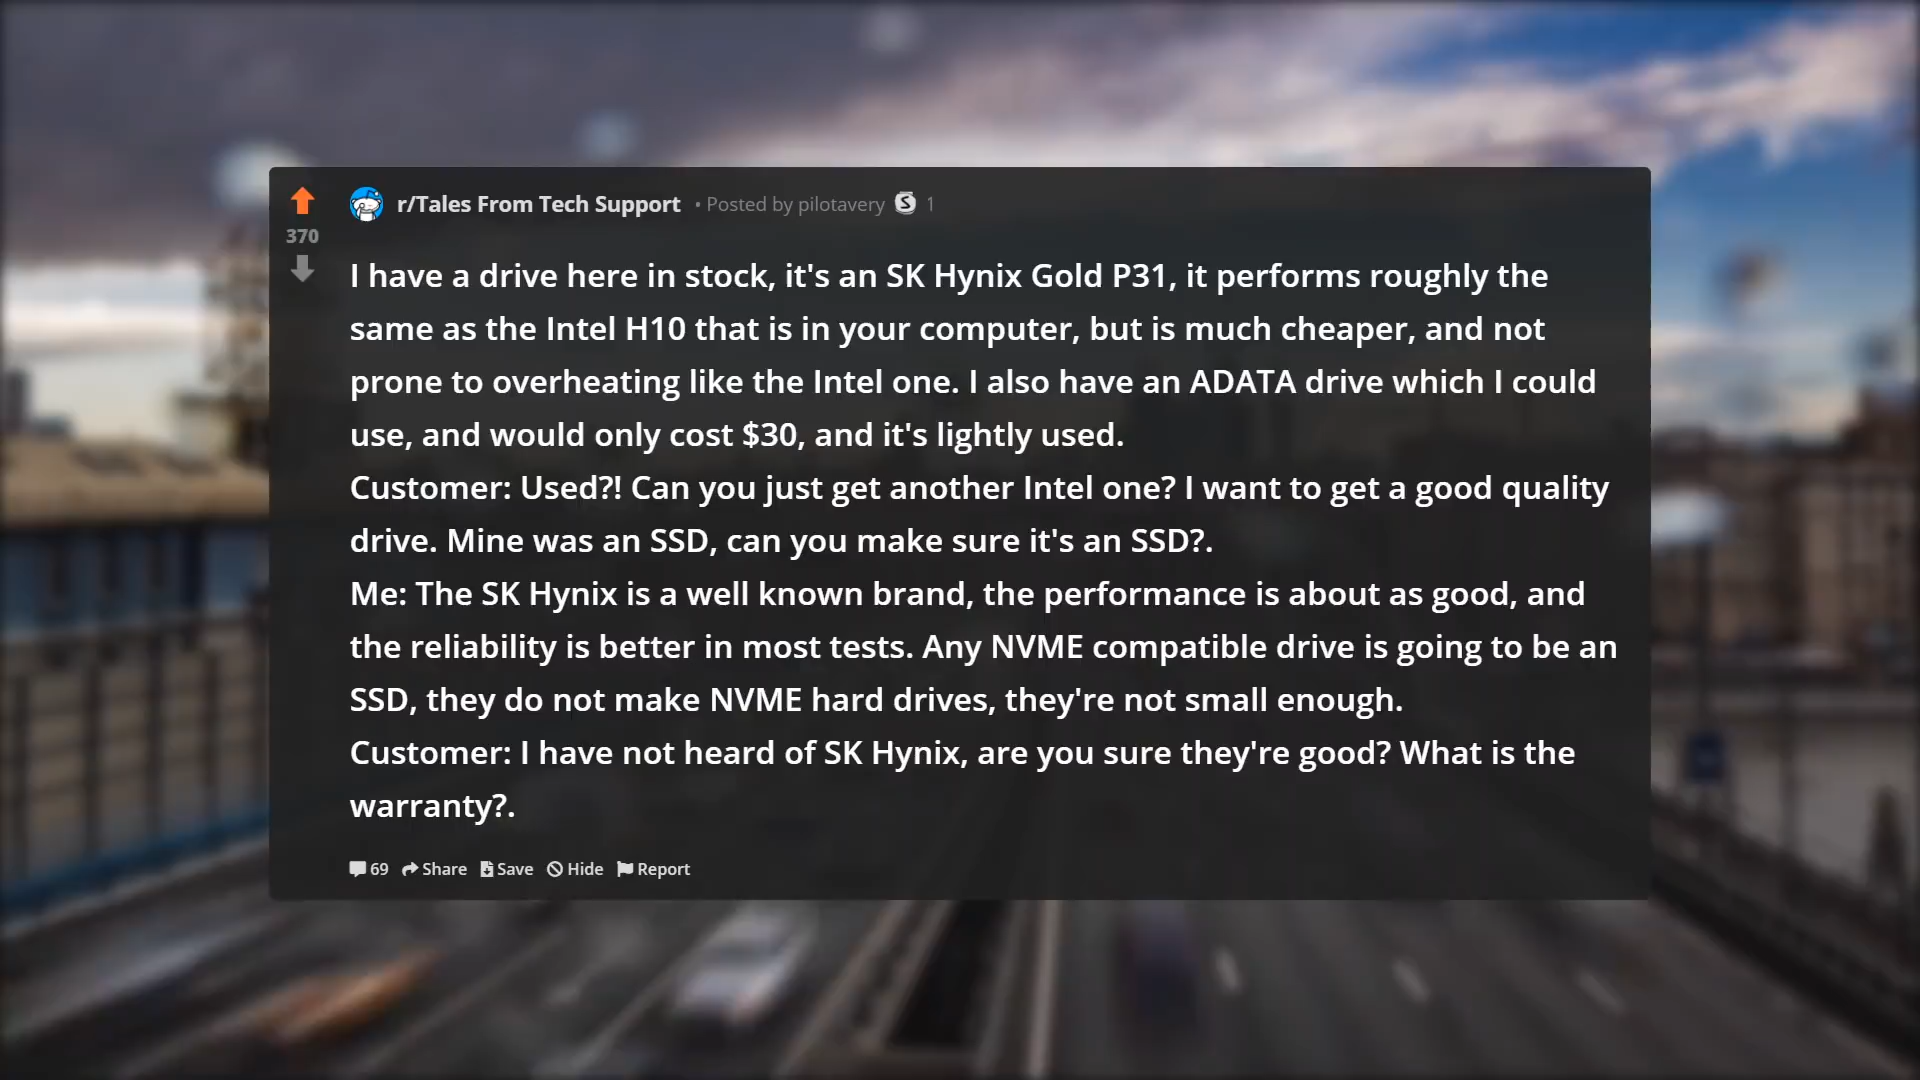 r/Tales From Tech Support • Posted by pilotavery S 1
370
I have a drive here in stock, it's an SK Hynix Gold P31, it performs roughly the
same as the Intel H10 that is in your computer, but is much cheaper, and not
prone to overheating like the Intel one. I also have an ADATA drive which I could
use, and would only cost $30, and it's lightly used.
Customer: Used?! Can you just get another Intel one? I want to get a good quality
drive. Mine was an SSD, can you make sure it's an SSD?.
Me: The SK Hynix is a well known brand, the performance is about as good, and
the reliability is better in most tests. Any NVME compatible drive is going to be an
SSD, they do not make NVME hard drives, they're not small enough.
Customer: I have not heard of SK Hynix, are you sure they're good? What is the
warranty?.
69 Share Save Hide Report